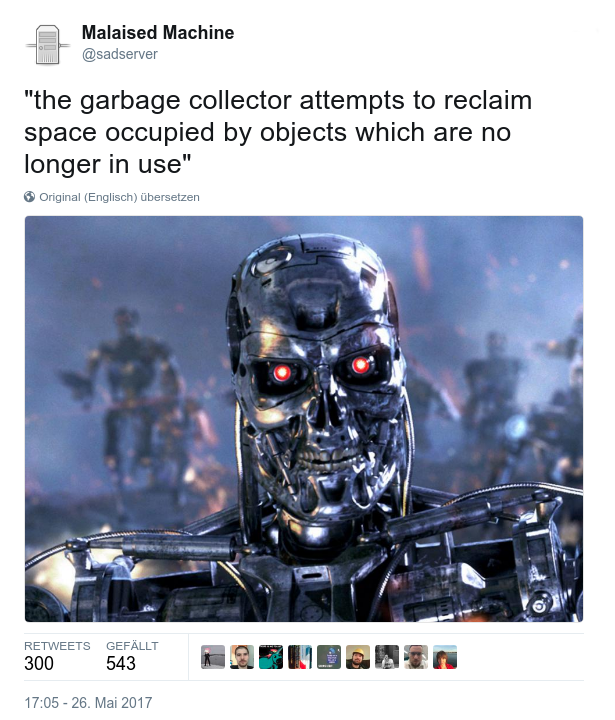 Malaised Machine
@sadserver
"the garbage collector attempts to reclaim
space occupied by objects which are no
longer in use"
Original (Englisch) übersetzen
RETWEETS GEFÄLLT
300 543
17:05 - 26. Mai 2017